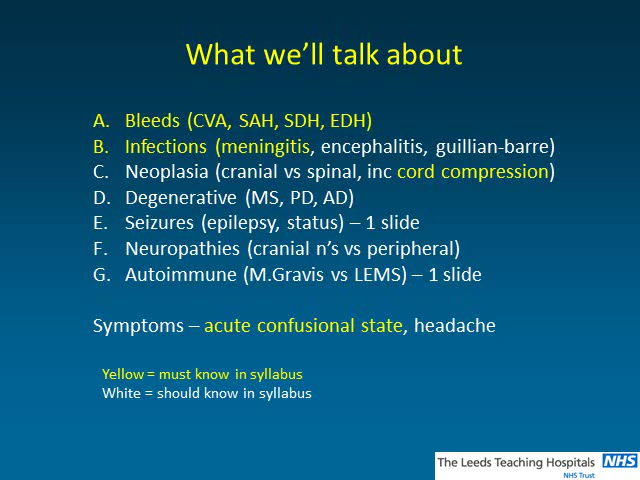 What we’ll talk about
A. Bleeds (CVA, SAH, SDH, EDH)
B. Infections (meningitis, encephalitis, guillian-barre)
C. Neoplasia (cranial vs spinal, inc cord compression)
D. Degenerative (MS, PD, AD)
E. Seizures (epilepsy, status) – 1 slide
F. Neuropathies (cranial n’s vs peripheral)
G. Autoimmune (M.Gravis vs LEMS) – 1 slide
Symptoms – acute confusional state, headache
Yellow = must know in syllabus
White = should know in syllabus
The Leeds Teaching Hospitals NHS
NHS Trust